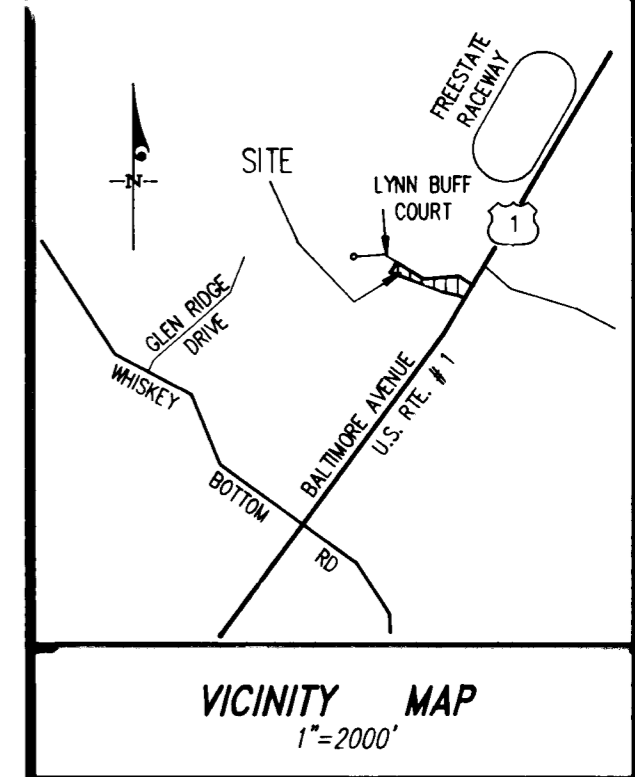 FREESTATE
RACEWAY
SITE
-N-
LYNN BUFF
COURT
1
GLEN RIDGE
DRIVE
WHISKEY
BOTTOM
RD
BALTIMORE AVENUE
U.S. RTE. #1
VICINITY MAP
1"=2000'